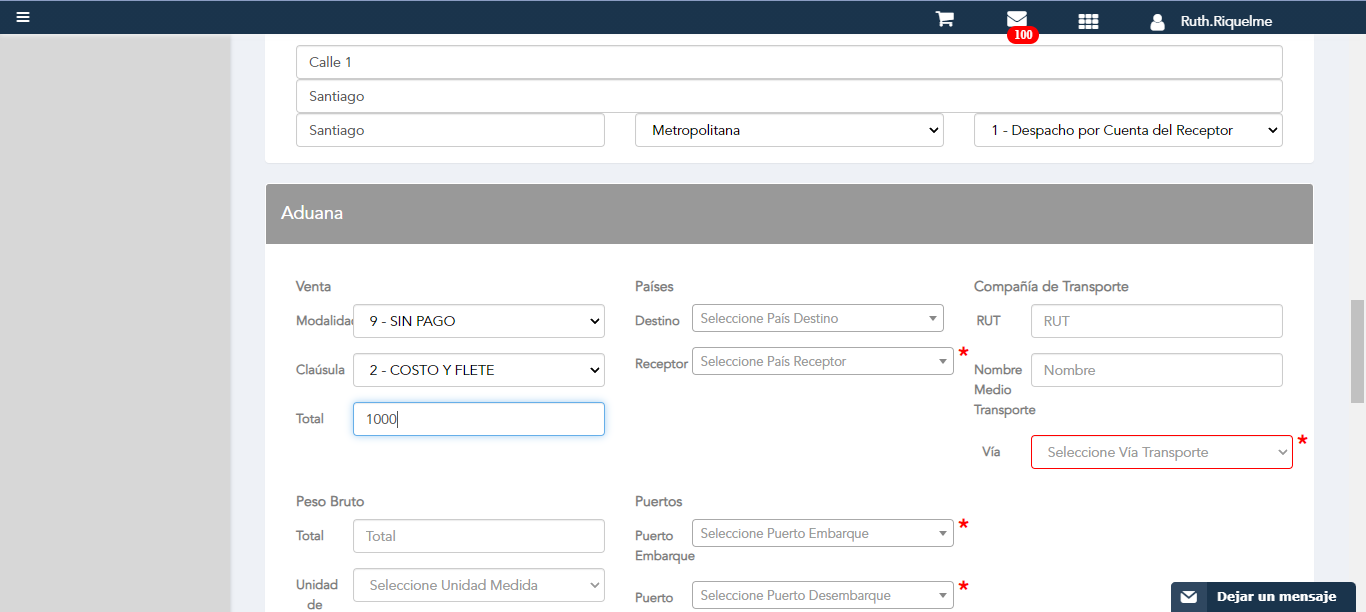 Ruth.Riquelme
100
Calle 1
Santiago
Santiago Metropolitana 1 - Despacho por Cuenta del Receptor
Aduana
Venta Países Compañía de Transporte
Modalidad 9 - SIN PAGO Destino Seleccione País Destino RUT RUT
Receptor Seleccione País Receptor *
Claúsula 2 - COSTO Y FLETE Nombre Medio Transporte Nombre
Total 1000
Vía Seleccione Vía Transporte *
Peso Bruto Puertos
Total Total Puerto Embarque Seleccione Puerto Embarque *
Unidad de Seleccione Unidad Medida Puerto Seleccione Puerto Desembarque *
Dejar un mensaje